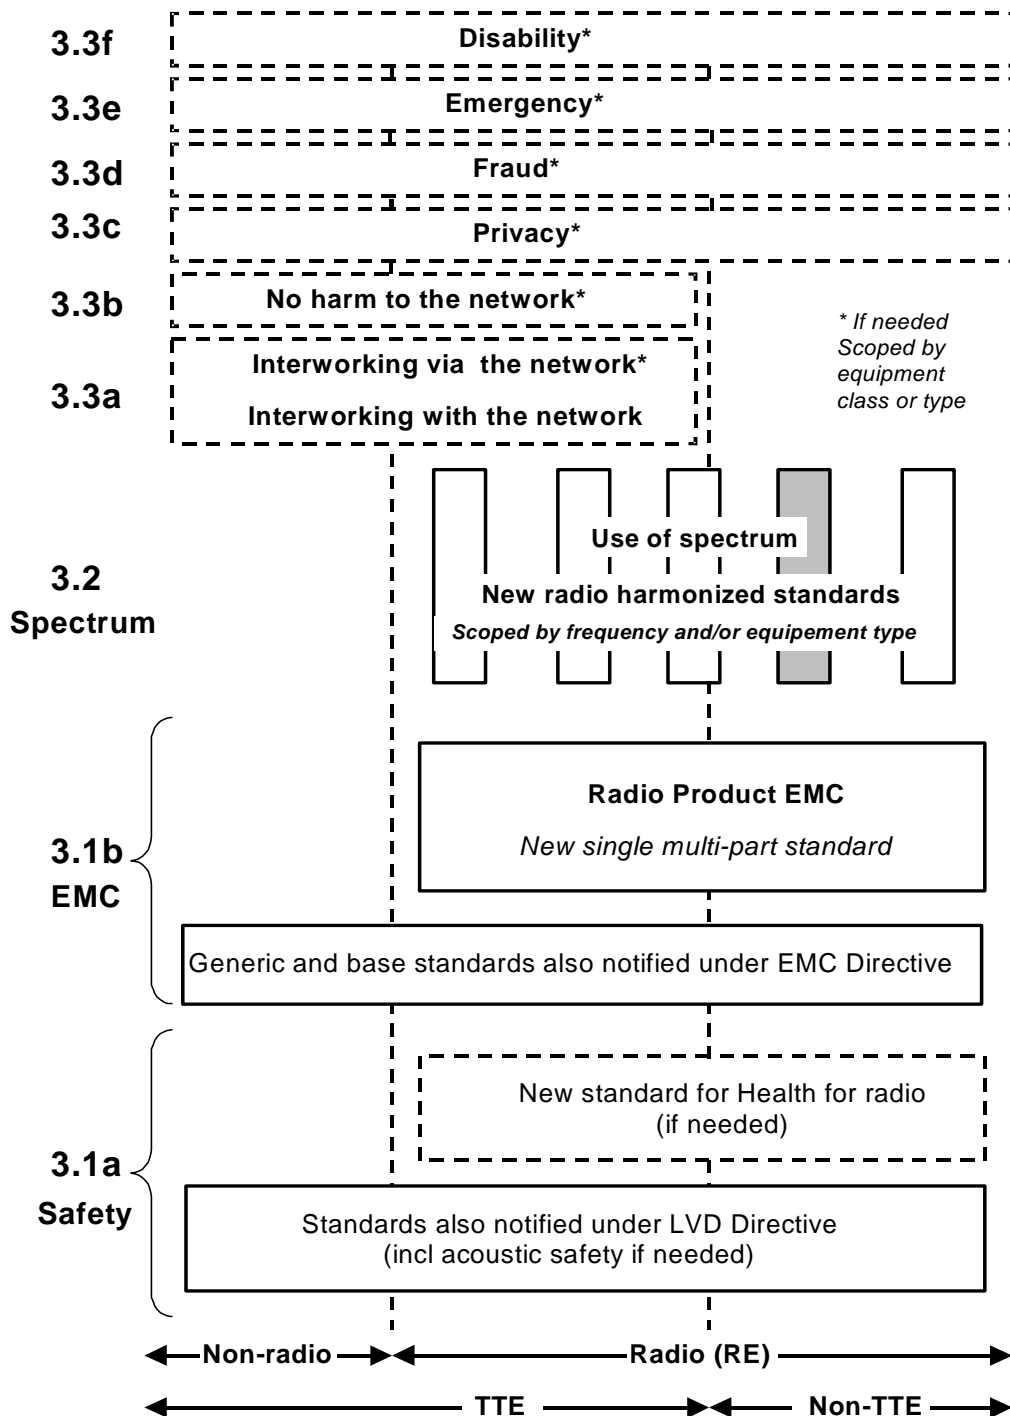 3.3f
Disability*
3.3e
Emergency*
3.3d
Fraud*
3.3c
Privacy*
3.3b
No harm to the network*
3.3a
Interworking via the network*
Interworking with the network
* If needed
Scoped by
equipment
class or type
3.2
Spectrum
Use of spectrum
New radio harmonized standards
Scoped by frequency and/or equipement type
3.1b
EMC
Radio Product EMC
New single multi-part standard
Generic and base standards also notified under EMC Directive
3.1a
Safety
New standard for Health for radio
(if needed)
Standards also notified under LVD Directive
(incl acoustic safety if needed)
Non-radio
Radio (RE)
TTE
Non-TTE